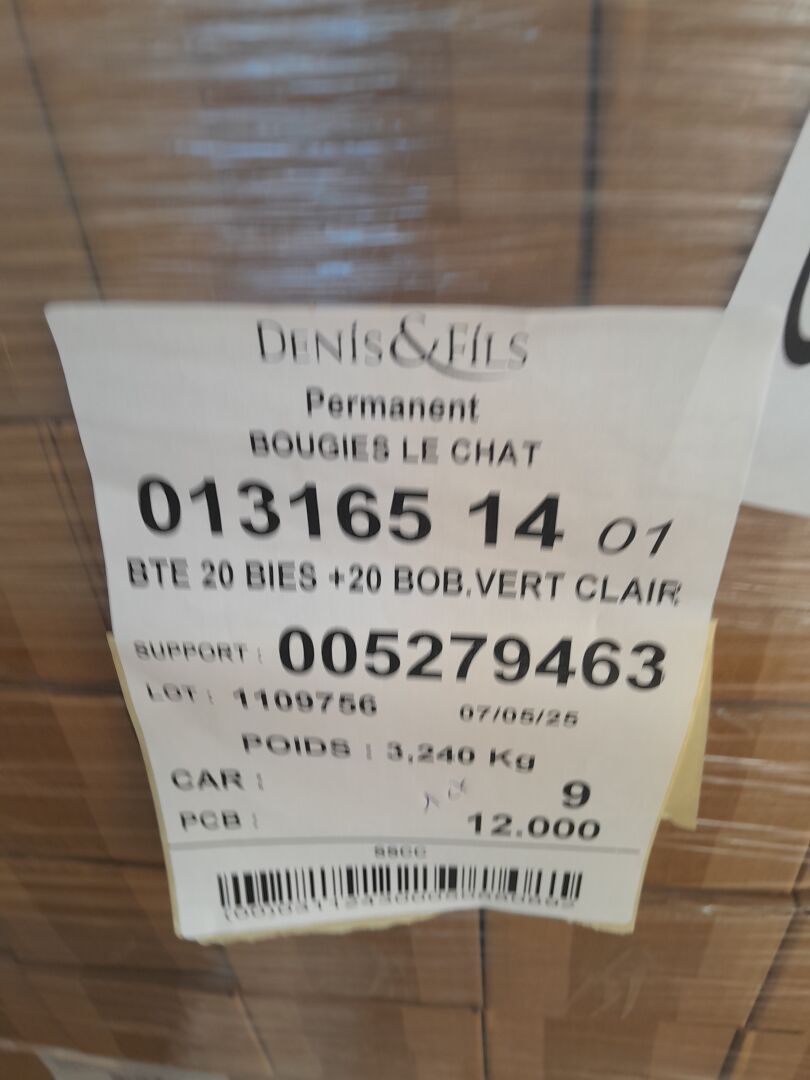 DENIS&FILS
Permanent
BOUGIES LE CHAT
013165 14 01
BTE 20 BIES +20 BOB.VERT CLAIR
SUPPORT : 005279463
LOT : 1109756 07/05/25
POIDS : 3,240 Kg
CAR : 9
PCB : 12.000
SSCC